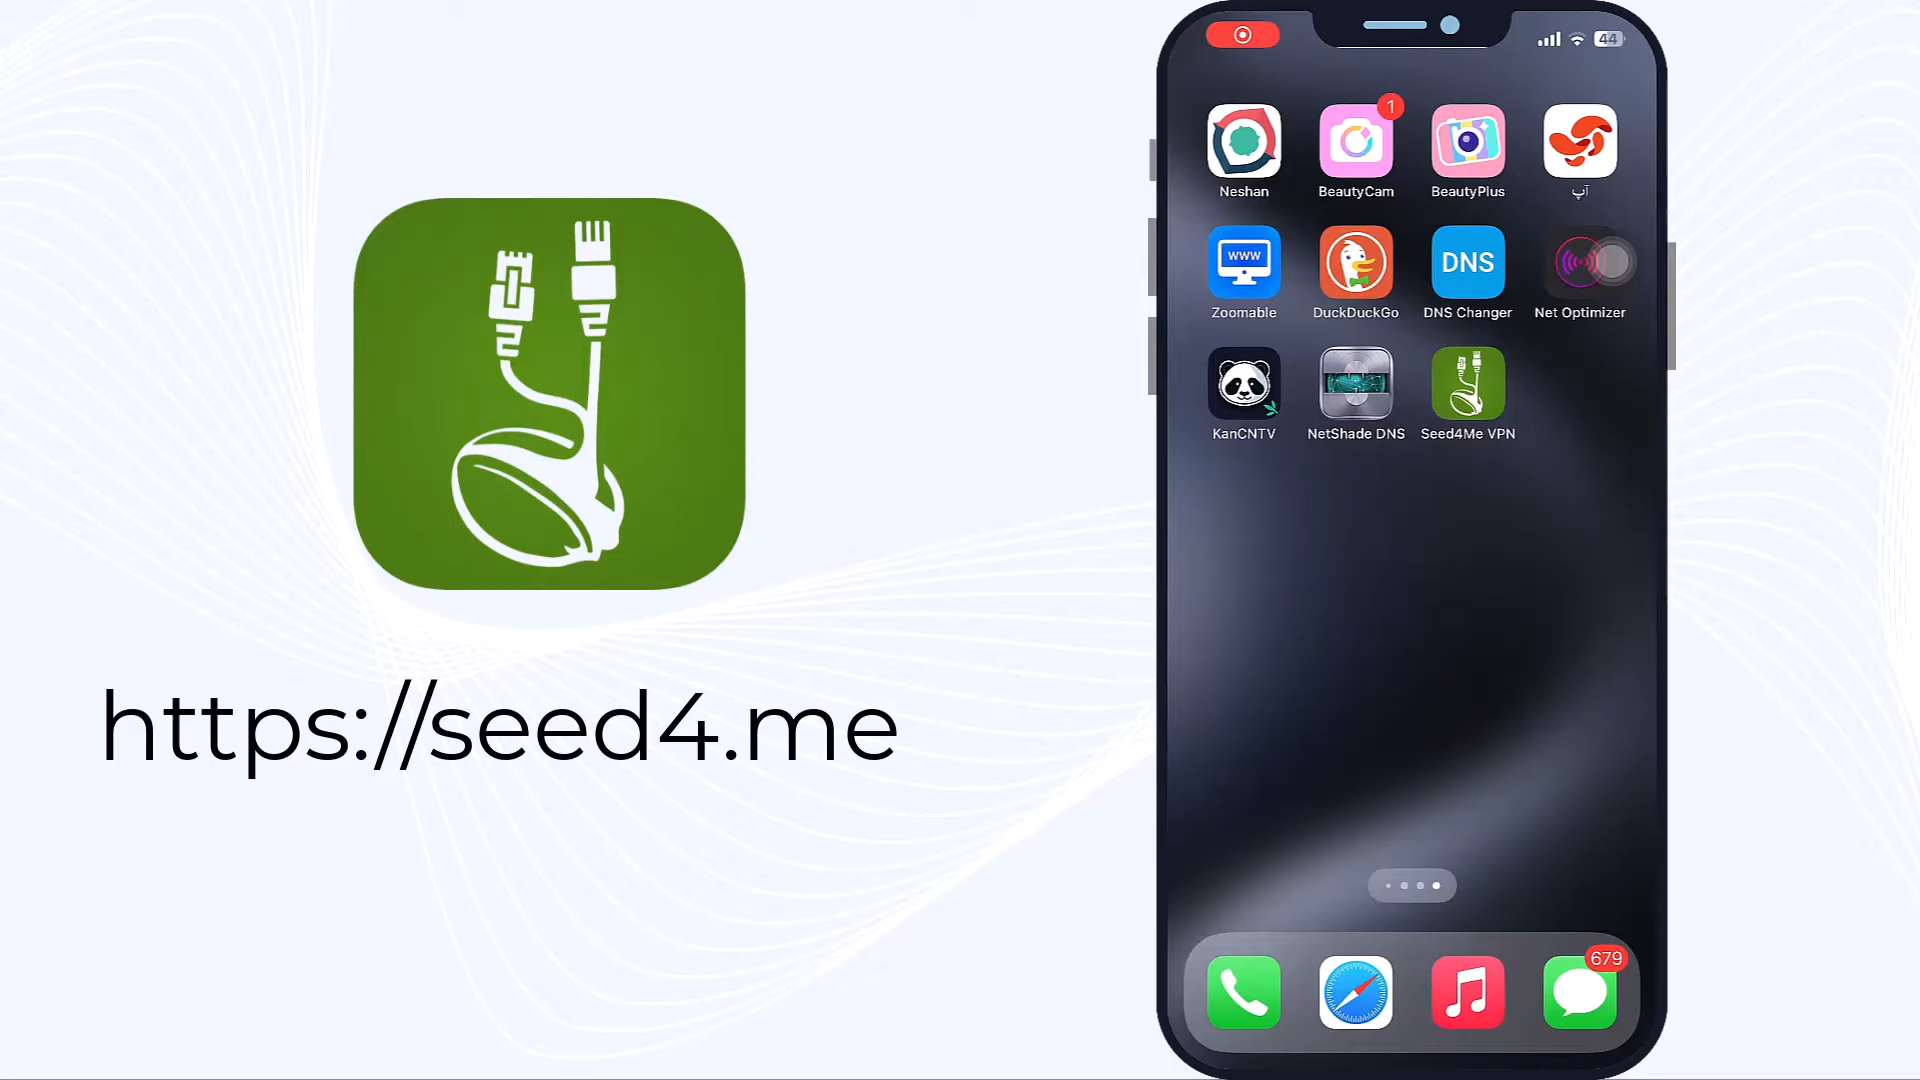 https://seed4.me
44
1
Neshan
BeautyCam
BeautyPlus
آپ
www
DNS
Zoomable
DuckDuckGo
DNS Changer
Net Optimizer
KanCNTV
NetShade DNS
Seed4Me VPN
679